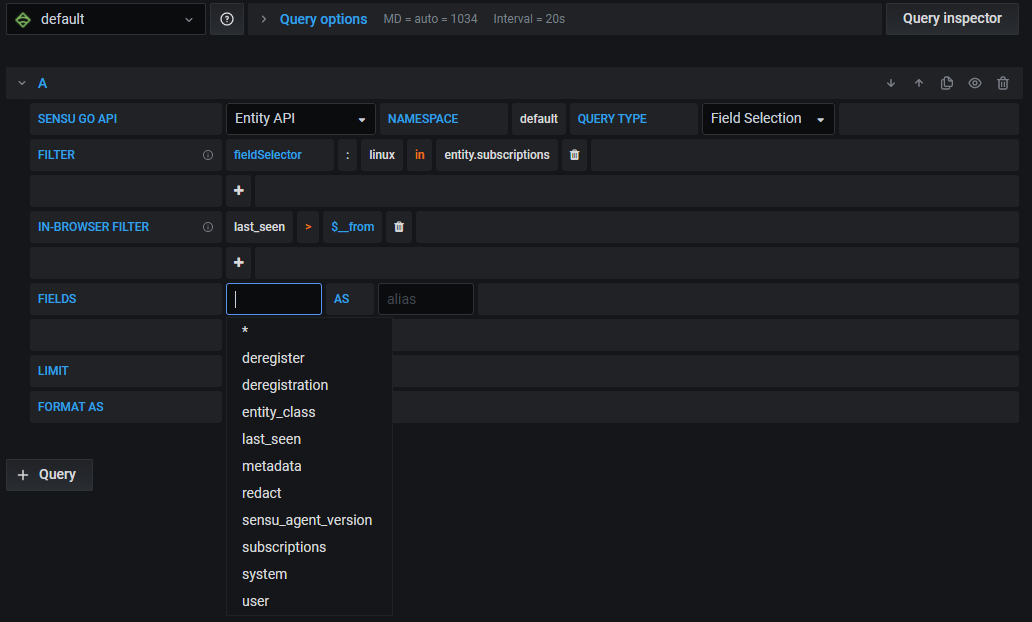 default Query options MD = auto = 1034 Interval = 20s Query inspector
A
SENSU GO API Entity API NAMESPACE default QUERY TYPE Field Selection
FILTER fieldSelector : linux in entity.subscriptions
+
IN-BROWSER FILTER last_seen > $__from
+
FIELDS AS alias
*
deregister
LIMIT
deregistration
FORMAT AS
entity_class
last_seen
metadata
+ Query
redact
sensu_agent_version
subscriptions
system
user